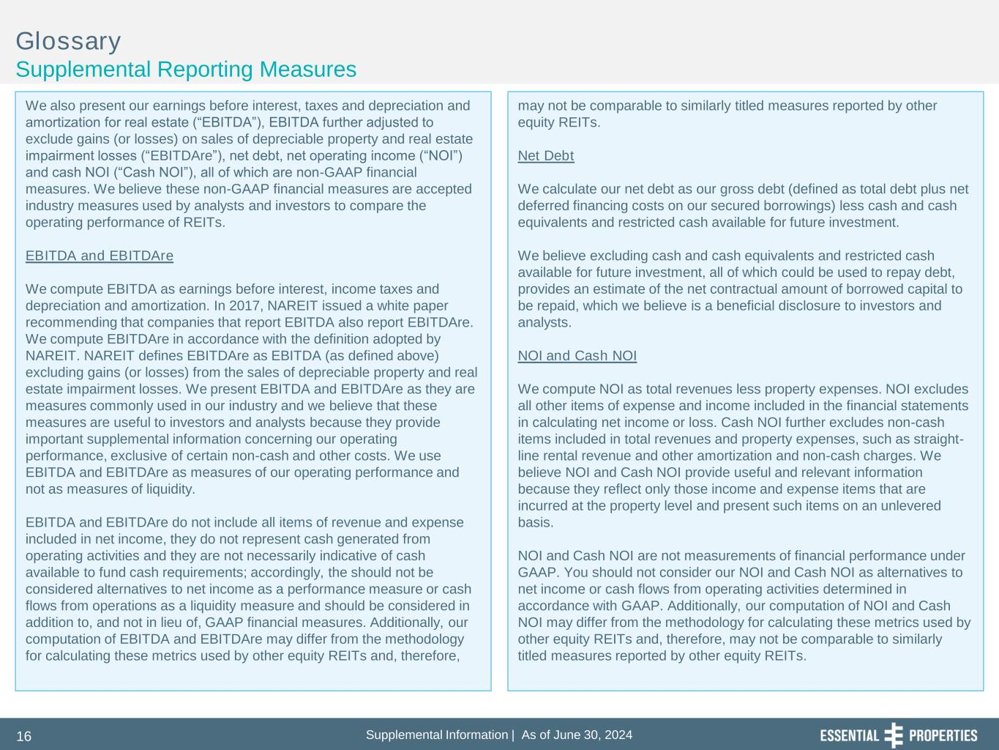 Glossary
Supplemental Reporting Measures
We also present our earnings before interest, taxes and depreciation and
amortization for real estate (“EBITDA”), EBITDA further adjusted to
exclude gains (or losses) on sales of depreciable property and real estate
impairment losses (“EBITDAre”), net debt, net operating income (“NOI”)
and cash NOI (“Cash NOI”), all of which are non-GAAP financial
measures. We believe these non-GAAP financial measures are accepted
industry measures used by analysts and investors to compare the
operating performance of REITs.
EBITDA and EBITDAre
We compute EBITDA as earnings before interest, income taxes and
depreciation and amortization. In 2017, NAREIT issued a white paper
recommending that companies that report EBITDA also report EBITDAre.
We compute EBITDAre in accordance with the definition adopted by
NAREIT. NAREIT defines EBITDAre as EBITDA (as defined above)
excluding gains (or losses) from the sales of depreciable property and real
estate impairment losses. We present EBITDA and EBITDAre as they are
measures commonly used in our industry and we believe that these
measures are useful to investors and analysts because they provide
important supplemental information concerning our operating
performance, exclusive of certain non-cash and other costs. We use
EBITDA and EBITDAre as measures of our operating performance and
not as measures of liquidity.
EBITDA and EBITDAre do not include all items of revenue and expense
included in net income, they do not represent cash generated from
operating activities and they are not necessarily indicative of cash
available to fund cash requirements; accordingly, the should not be
considered alternatives to net income as a performance measure or cash
flows from operations as a liquidity measure and should be considered in
addition to, and not in lieu of, GAAP financial measures. Additionally, our
computation of EBITDA and EBITDAre may differ from the methodology
for calculating these metrics used by other equity REITs and, therefore,
may not be comparable to similarly titled measures reported by other
equity REITs.
Net Debt
We calculate our net debt as our gross debt (defined as total debt plus net
deferred financing costs on our secured borrowings) less cash and cash
equivalents and restricted cash available for future investment.
We believe excluding cash and cash equivalents and restricted cash
available for future investment, all of which could be used to repay debt,
provides an estimate of the net contractual amount of borrowed capital to
be repaid, which we believe is a beneficial disclosure to investors and
analysts.
NOI and Cash NOI
We compute NOI as total revenues less property expenses. NOI excludes
all other items of expense and income included in the financial statements
in calculating net income or loss. Cash NOI further excludes non-cash
items included in total revenues and property expenses, such as straight-
line rental revenue and other amortization and non-cash charges. We
believe NOI and Cash NOI provide useful and relevant information
because they reflect only those income and expense items that are
incurred at the property level and present such items on an unlevered
basis.
NOI and Cash NOI are not measurements of financial performance under
GAAP. You should not consider our NOI and Cash NOI as alternatives to
net income or cash flows from operating activities determined in
accordance with GAAP. Additionally, our computation of NOI and Cash
NOI may differ from the methodology for calculating these metrics used by
other equity REITs and, therefore, may not be comparable to similarly
titled measures reported by other equity REITs.
16
Supplemental Information | As of June 30, 2024
ESSENTIAL PROPERTIES